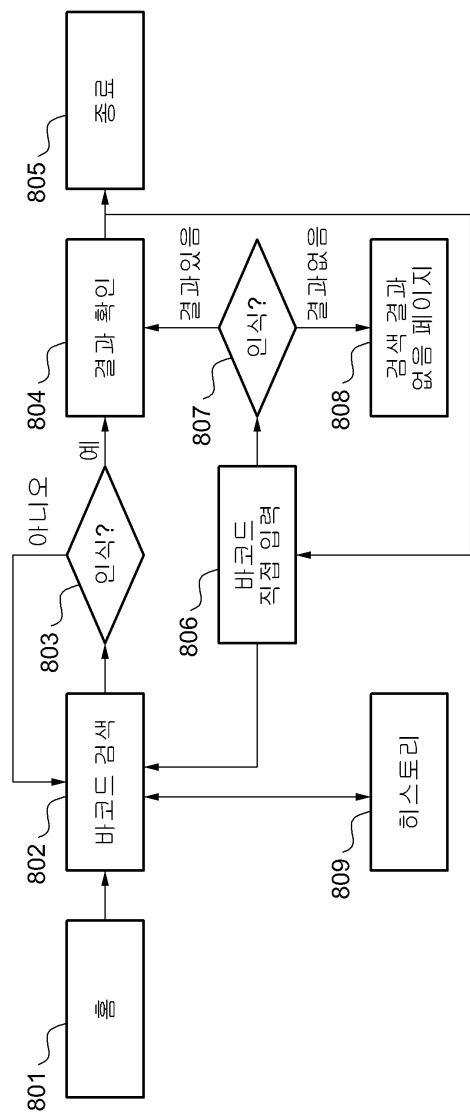 801
홈
802
바코드 검색
803
인식?
아니오
예
804
결과 확인
805
종료
806
바코드
직접 입력
807
인식?
결과있음
결과없음
808
검색 결과
없음 페이지
809
히스토리